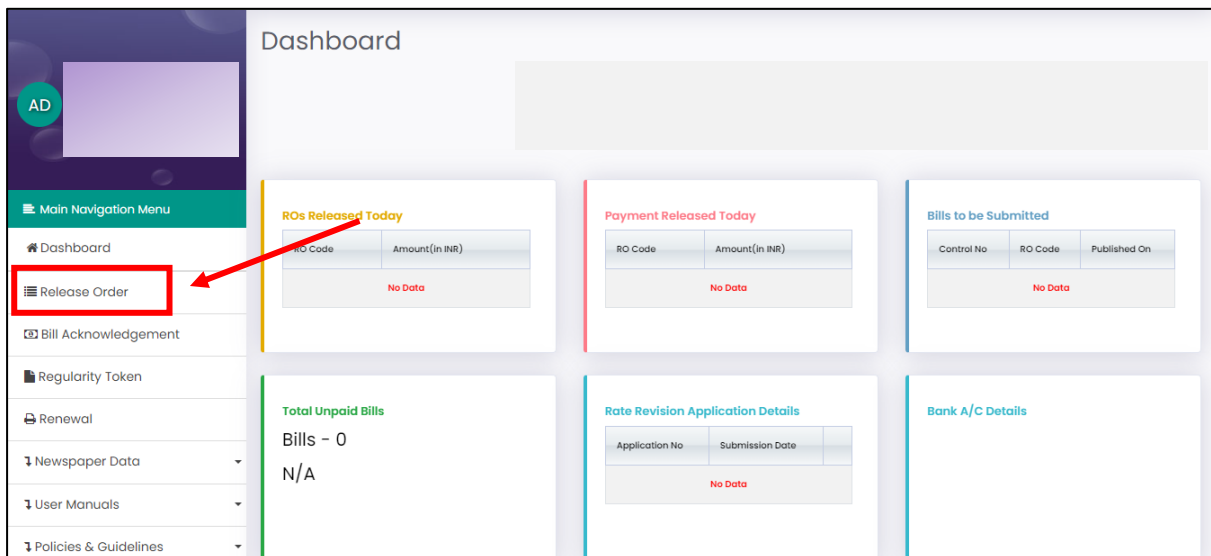 Dashboard
AD
Main Navigation Menu
Dashboard
Release Order
Bill Acknowledgement
Regularity Token
Renewal
Newspaper Data
User Manuals
Policies & Guidelines
ROs Released Today
RO Code Amount(in INR)
No Data
Payment Released Today
RO Code Amount(in INR)
No Data
Bills to be Submitted
Control No RO Code Published On
No Data
Total Unpaid Bills
Bills - 0
N/A
Rate Revision Application Details
Application No Submission Date
No Data
Bank A/C Details